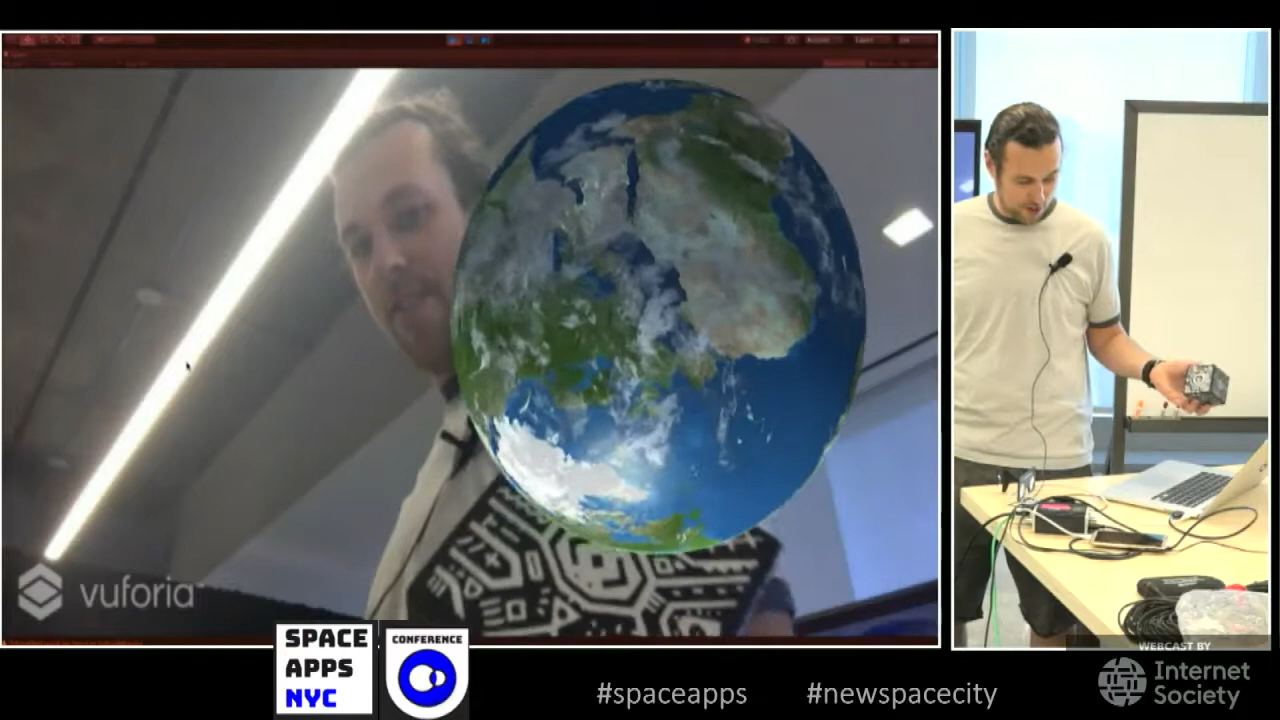 vuforia
SPACE
APPS
NYC
CONFERENCE
#spaceapps
#newspacecity
WEBCAST BY
Internet
Society